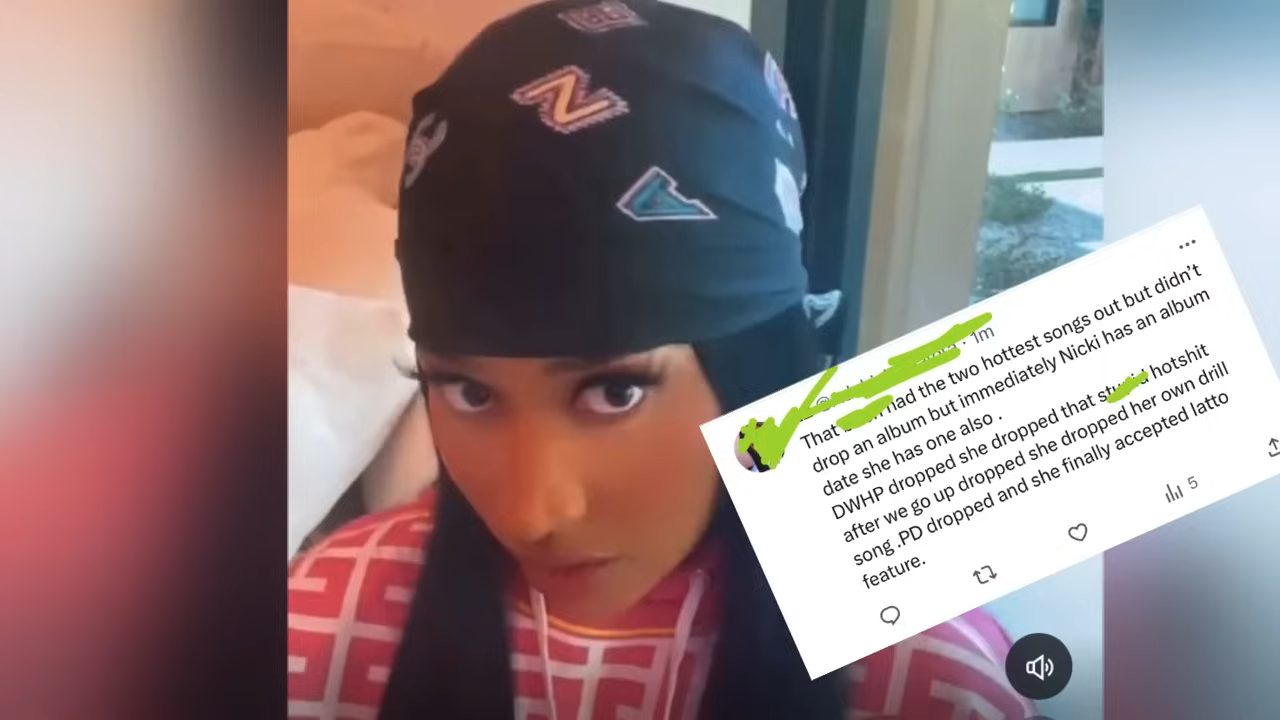 N
1m
That had the two hottest songs out but didn't
drop an album but immediately Nicki has an album
date she has one also .
DWHP dropped she dropped that hotshit
after we go up dropped she dropped her own drill
song .PD dropped and she finally accepted latto
feature.
5